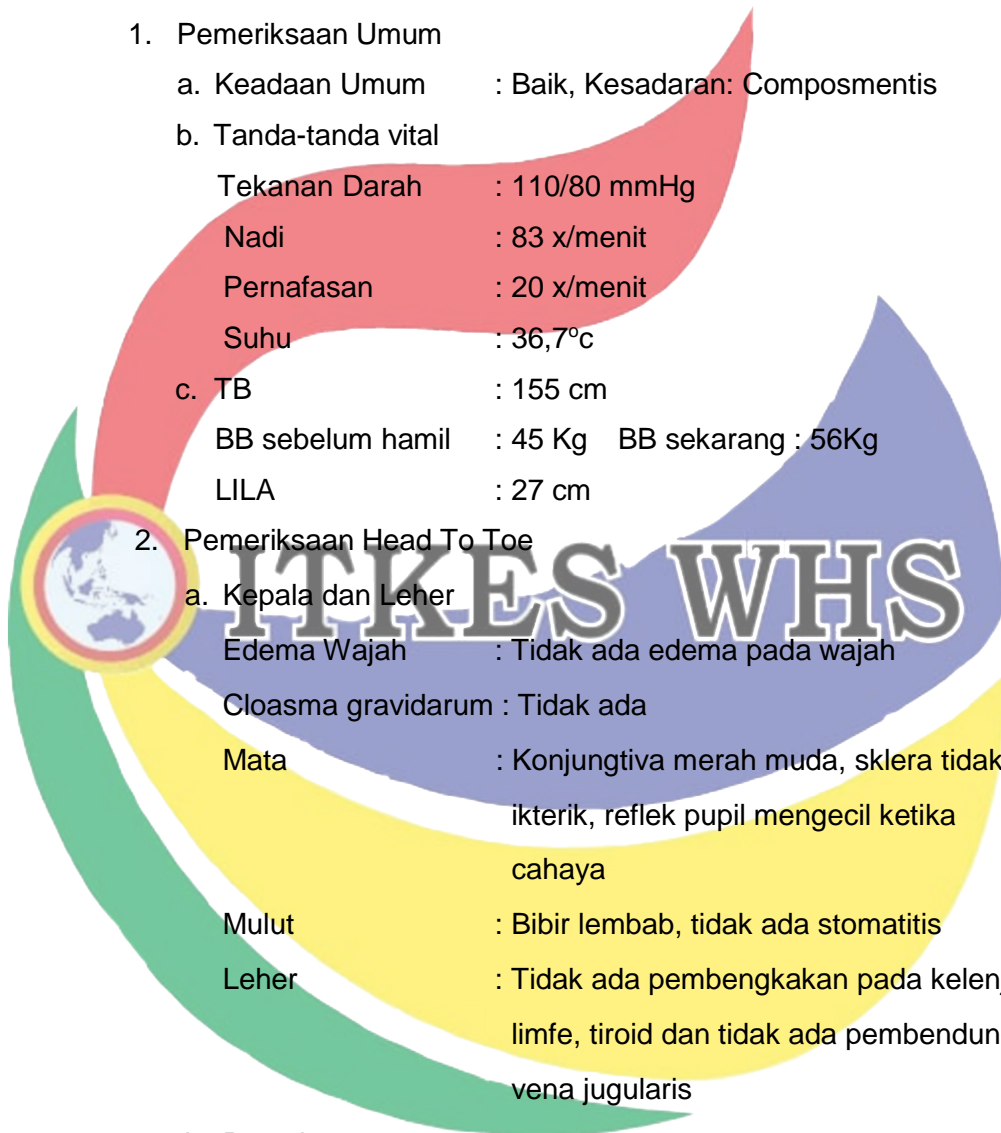 1. Pemeriksaan Umum
a. Keadaan Umum : Baik, Kesadaran: Composmentis
b. Tanda-tanda vital
Tekanan Darah : 110/80 mmHg
Nadi : 83 x/menit
Pernafasan : 20 x/menit
Suhu : 36,7ºc
c. TB : 155 cm
BB sebelum hamil : 45 Kg BB sekarang : 56Kg
LILA : 27 cm
2. Pemeriksaan Head To Toe
ITKES WHS
a. Kepala dan Leher
Edema Wajah : Tidak ada edema pada wajah
Cloasma gravidarum : Tidak ada
Mata : Konjungtiva merah muda, sklera tidak
ikterik, reflek pupil mengecil ketika
cahaya
Mulut : Bibir lembab, tidak ada stomatitis
Leher : Tidak ada pembengkakan pada
limfe, tiroid dan tidak ada
vena jugularis